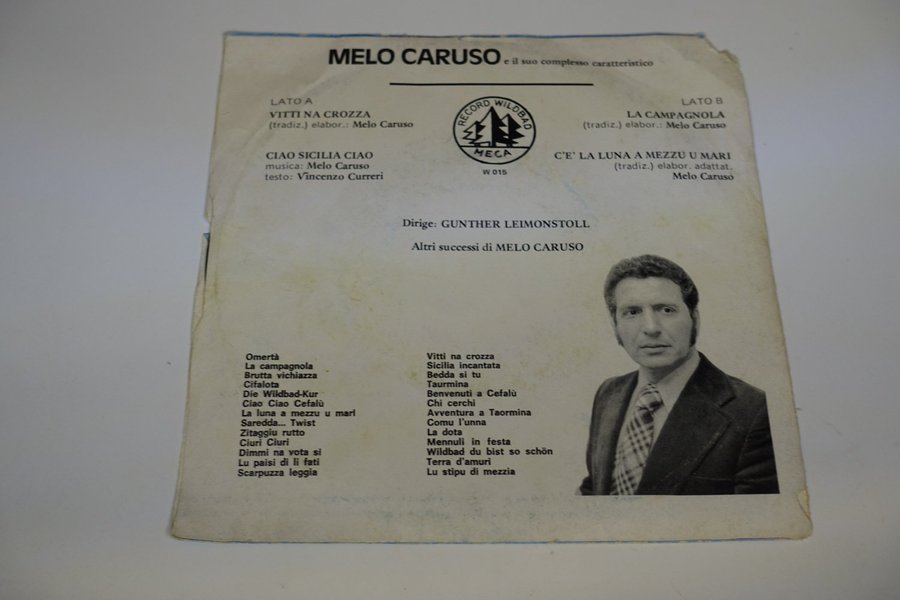 MELO CARUSO e il suo complesso caratteristico
LATO A
VITTI NA CROZZA
(tradiz.) elabor.: Melo Caruso
CIAO SICILIA CIAO
musica: Melo Caruso
testo: Vincenzo Curreri
RECORD WILDBAD
MECA
W 015
LATO B
LA CAMPAGNOLA
(tradiz.) elabor.: Melo Caruso
C'E' LA LUNA A MEZZU U MARI
(tradiz.) elabor. adattat.
Melo Caruso
Dirige: GUNTHER LEIMONSTOLL
Altri successi di MELO CARUSO
Omertà
La campagnola
Brutta vichiazza
Cifalota
Die Wildbad-Kur
Ciao Ciao Cefalù
La luna a mezzu u mari
Saredda... Twist
Zitaggiu rutto
Ciuri Ciuri
Dimmi na vota si
Lu paisi di li fati
Scarpuzza leggia
Vitti na crozza
Sicilia incantata
Bedda si tu
Taurmina
Benvenuti a Cefalù
Chi cerchi
Avventura a Taormina
Comu l'unna
La dota
Mennuli in festa
Wildbad du bist so schön
Terra d'amuri
Lu stipu di mezzia